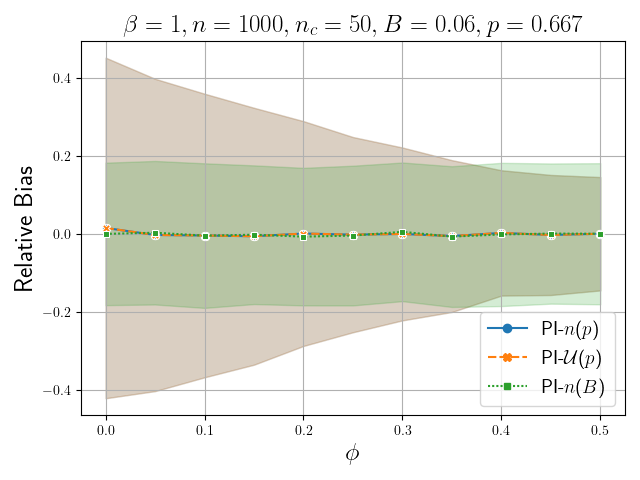 β = 1, n = 1000, n_c = 50, B = 0.06, p = 0.667
Relative Bias
0.4
0.2
0.0
−0.2
−0.4
PI-n(p)
PI-𝒰(p)
PI-n(B)
0.0 0.1 0.2 0.3 0.4 0.5
ϕ